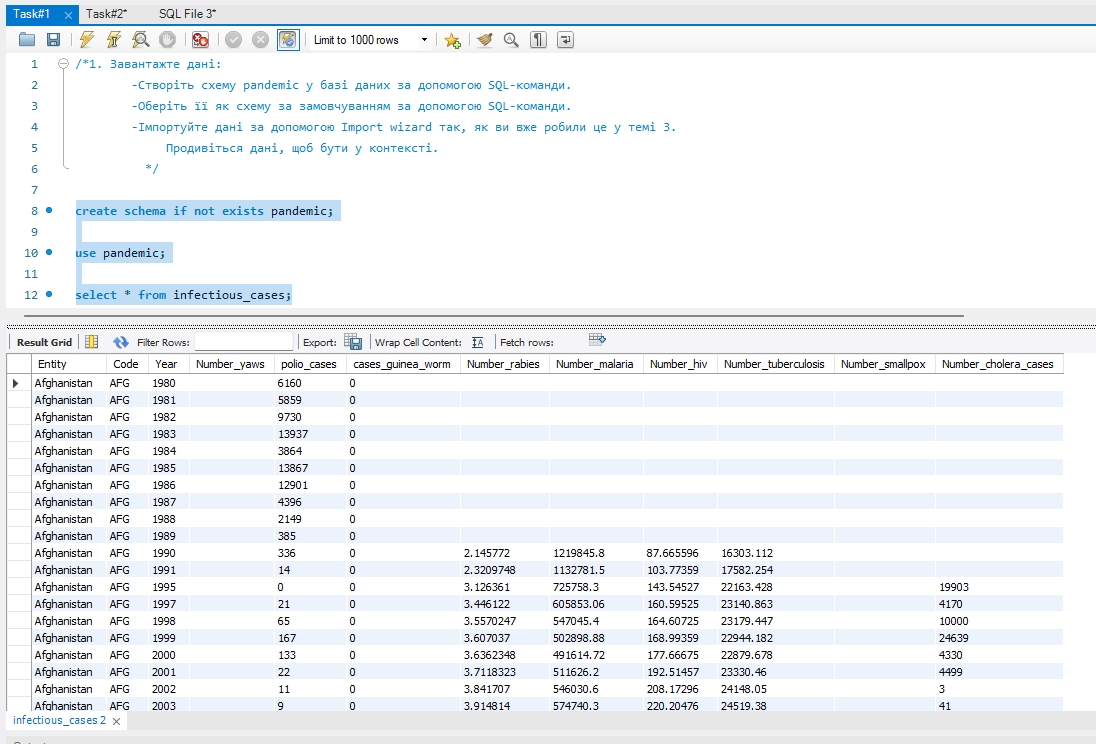 Task#1 Task#2* SQL File 3*
Limit to 1000 rows
1 /*1. Завантажте дані:
2 -Створіть схему pandemic у базі даних за допомогою SQL-команди.
3 -Оберіть її як схему за замовчуванням за допомогою SQL-команди.
4 -Імпортуйте дані за допомогою Import wizard так, як ви вже робили це у темі 3.
5 Продивіться дані, щоб бути у контексті.
6 */
7
8 create schema if not exists pandemic;
9
10 use pandemic;
11
12 select * from infectious_cases;
Result Grid Filter Rows: Export: Wrap Cell Content: Fetch rows:
Entity Code Year Number_yaws polio_cases cases_guinea_worm Number_rabies Number_malaria Number_hiv Number_tuberculosis Number_smallpox Number_cholera_cases
Afghanistan AFG 1980 6160 0
Afghanistan AFG 1981 5859 0
Afghanistan AFG 1982 9730 0
Afghanistan AFG 1983 13937 0
Afghanistan AFG 1984 3864 0
Afghanistan AFG 1985 13867 0
Afghanistan AFG 1986 12901 0
Afghanistan AFG 1987 4396 0
Afghanistan AFG 1988 2149 0
Afghanistan AFG 1989 385 0
Afghanistan AFG 1990 336 0 2.145772 1219845.8 87.665596 16303.112
Afghanistan AFG 1991 14 0 2.3209748 1132781.5 103.77359 17582.254
Afghanistan AFG 1995 0 0 3.126361 725758.3 143.54527 22163.428 19903
Afghanistan AFG 1997 21 0 3.446122 605853.06 160.59525 23140.863 4170
Afghanistan AFG 1998 65 0 3.5570247 547045.4 164.60725 23179.447 10000
Afghanistan AFG 1999 167 0 3.607037 502898.88 168.99359 22944.182 24639
Afghanistan AFG 2000 133 0 3.6362348 491614.72 177.66675 22879.678 4330
Afghanistan AFG 2001 22 0 3.7118323 511626.2 192.51457 23330.46 4499
Afghanistan AFG 2002 11 0 3.841707 546030.6 208.17296 24148.05 3
Afghanistan AFG 2003 9 0 3.914814 574740.3 220.20476 24519.38 41
infectious_cases 2